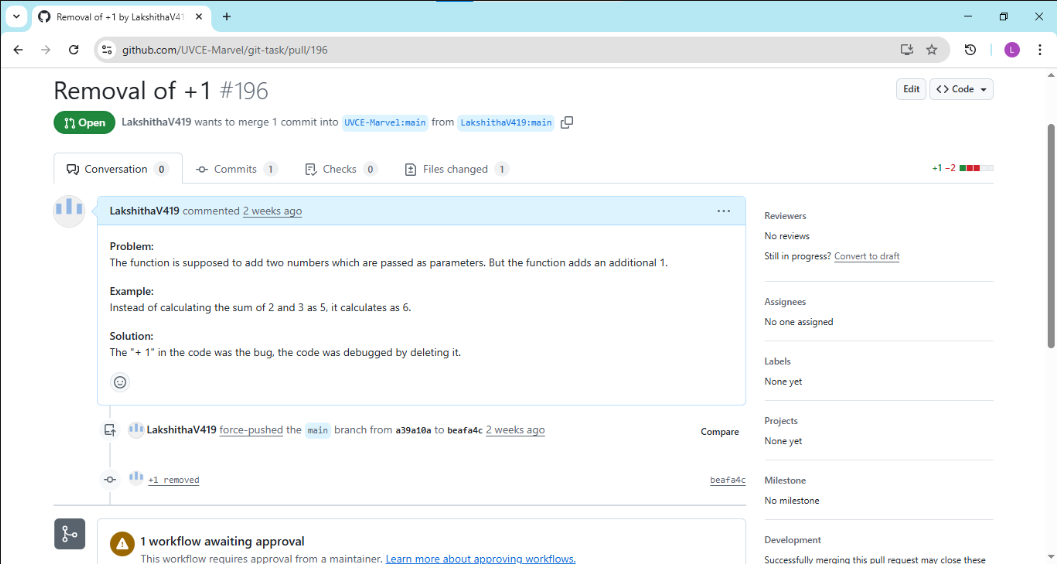 Removal of +1 by LakshithaV41
github.com/UVCE-Marvel/git-task/pull/196
L
Removal of +1 #196
Edit
<> Code
Open
LakshithaV419 wants to merge 1 commit into UVCE-Marvel:main from LakshithaV419:main
Conversation 0
Commits 1
Checks 0
Files changed 1
+1 −2
LakshithaV419 commented 2 weeks ago
...
Problem:
The function is supposed to add two numbers which are passed as parameters. But the function adds an additional 1.
Example:
Instead of calculating the sum of 2 and 3 as 5, it calculates as 6.
Solution:
The "+ 1" in the code was the bug, the code was debugged by deleting it.
LakshithaV419 force-pushed the main branch from a39a10a to beafa4c 2 weeks ago
Compare
+1 removed
beafa4c
1 workflow awaiting approval
This workflow requires approval from a maintainer. Learn more about approving workflows.
Reviewers
No reviews
Still in progress? Convert to draft
Assignees
No one assigned
Labels
None yet
Projects
None yet
Milestone
No milestone
Development
Successfully merging this pull request may close these